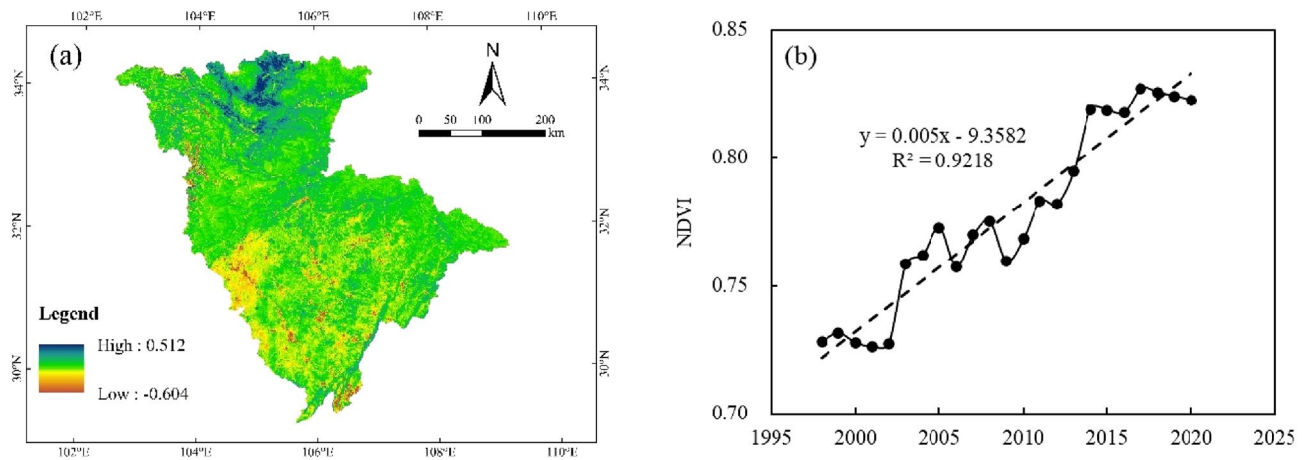 102°E 104°E 106°E 108°E 110°E
(a)
N
34°N 34°N
0 50 100 200
km
32°N 32°N
Legend
High : 0.512
Low : -0.604
30°N 30°N
102°E 104°E 106°E 108°E 110°E
(b)
y = 0.005x - 9.3582
R² = 0.9218
NDVI
0.85
0.80
0.75
0.70
1995 2000 2005 2010 2015 2020 2025